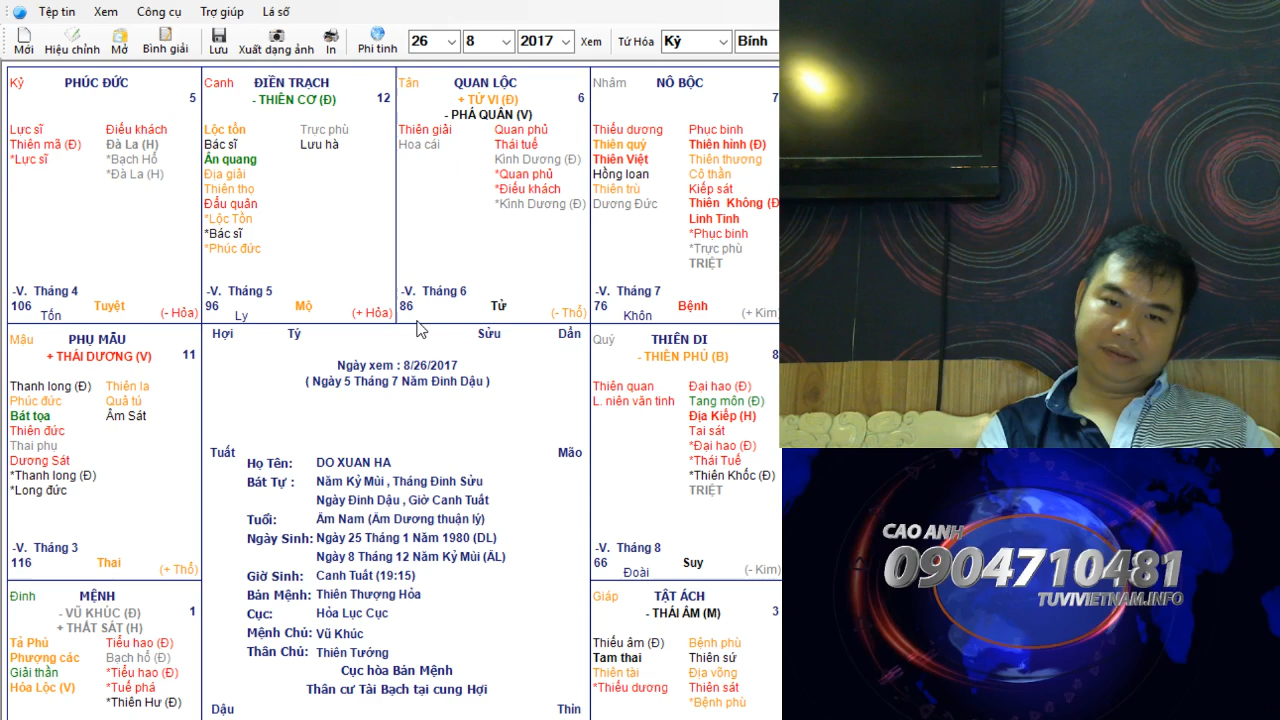 Tệp tin Xem Công cụ Trợ giúp Lá số
Mới Hiệu chỉnh Mở Bình giải Lưu Xuất dạng ảnh In Phi tinh 26 8 2017 Xem Tứ Hóa Kỷ Bính
Kỷ PHÚC ĐỨC 5
Lực sĩ Điếu khách
Thiên mã (Đ) Đà La (H)
*Lực sĩ *Bạch Hổ
*Đà La (H)
-V. Tháng 4
106 Tuyệt (- Hỏa)
Tốn
Canh ĐIỀN TRẠCH 12
- THIÊN CƠ (Đ)
Lộc tồn Trực phù
Bác sĩ Lưu hà
Ân quang
Địa giải
Thiên thọ
Đẩu quân
*Lộc Tồn
*Bác sĩ
*Phúc đức
-V. Tháng 5
96 Mộ (+ Hỏa)
Ly
Tân QUAN LỘC 6
+ TỬ VI (Đ)
- PHÁ QUÂN (V)
Thiên giải Quan phủ
Hoa cái Thái tuế
Kình Dương (Đ)
*Quan phủ
*Điếu khách
*Kình Dương (Đ)
-V. Tháng 6
86 Tử (- Thổ)
Nhâm NÔ BỘC 7
Thiếu dương Phục binh
Thiên quý Thiên hình (Đ)
Thiên Việt Thiên thương
Hồng loan Cô thần
Thiên trù Kiếp sát
Dương Đức Thiên Không (Đ
Linh Tinh
*Phục binh
*Trực phù
TRIỆT
-V. Tháng 7
76 Bệnh (+ Kim)
Khôn
Mậu PHỤ MẪU 11
+ THÁI DƯƠNG (V)
Thanh long (Đ) Thiên la
Phúc đức Quả tú
Bát tọa Âm Sát
Thiên đức
Thai phụ
Dương Sát
*Thanh long (Đ)
*Long đức
-V. Tháng 3
116 Thai (+ Thổ)
Hợi Tý Sửu Dần
Ngày xem : 8/26/2017
( Ngày 5 Tháng 7 Năm Đinh Dậu )
Tuất Mão
Họ Tên: DO XUAN HA
Bát Tự : Năm Kỷ Mùi , Tháng Đinh Sửu
Ngày Đinh Dậu , Giờ Canh Tuất
Tuổi: Âm Nam (Âm Dương thuận lý)
Ngày Sinh: Ngày 25 Tháng 1 Năm 1980 (DL)
Ngày 8 Tháng 12 Năm Kỷ Mùi (ÂL)
Giờ Sinh: Canh Tuất (19:15)
Bản Mệnh: Thiên Thượng Hỏa
Cục: Hỏa Lục Cục
Mệnh Chủ: Vũ Khúc
Thân Chủ: Thiên Tướng
Cục hòa Bản Mệnh
Thân cư Tài Bạch tại cung Hợi
Dậu Thìn
Quý THIÊN DI 8
- THIÊN PHỦ (B)
Thiên quan Đại hao (Đ)
L. niên văn tinh Tang môn (Đ)
Địa Kiếp (H)
Tai sát
*Đại hao (Đ)
*Thái Tuế
*Thiên Khốc (Đ)
TRIỆT
-V. Tháng 8
66 Suy (- Kim)
Đoài
Đinh MỆNH 1
- VŨ KHÚC (Đ)
+ THẤT SÁT (H)
Tả Phù Tiểu hao (Đ)
Phượng các Bạch hổ (Đ)
Giải thần *Tiểu hao (Đ)
Hóa Lộc (V) *Tuế phá
*Thiên Hư (Đ)
Giáp TẬT ÁCH 3
- THÁI ÂM (M)
Thiếu âm (Đ) Bệnh phù
Tam thai Thiên sứ
Thiên tài Địa võng
*Thiếu dương Thiên sát
*Bệnh phù
CAO ANH
0904710481
TUVIVIETNAM.INFO